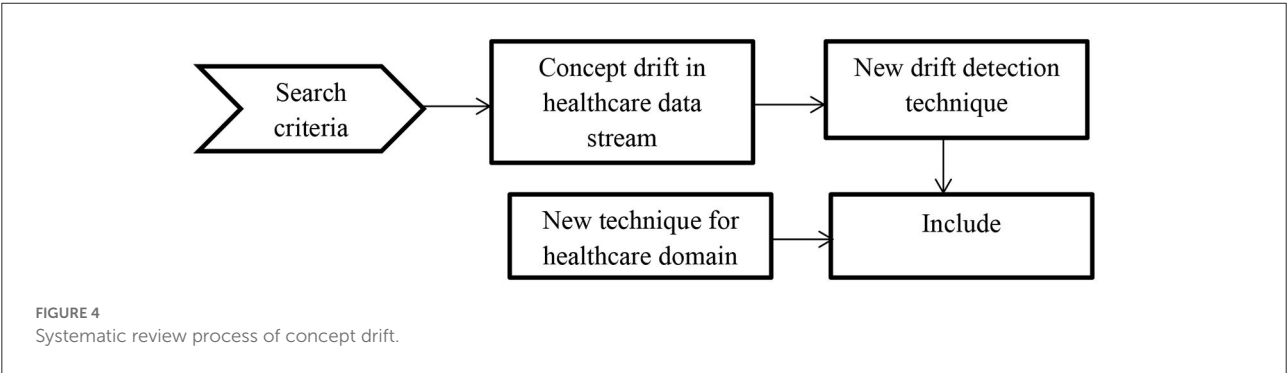 Search
criteria
Concept drift in
healthcare data
stream
New drift detection
technique
New technique for
healthcare domain
Include
FIGURE 4
Systematic review process of concept drift.